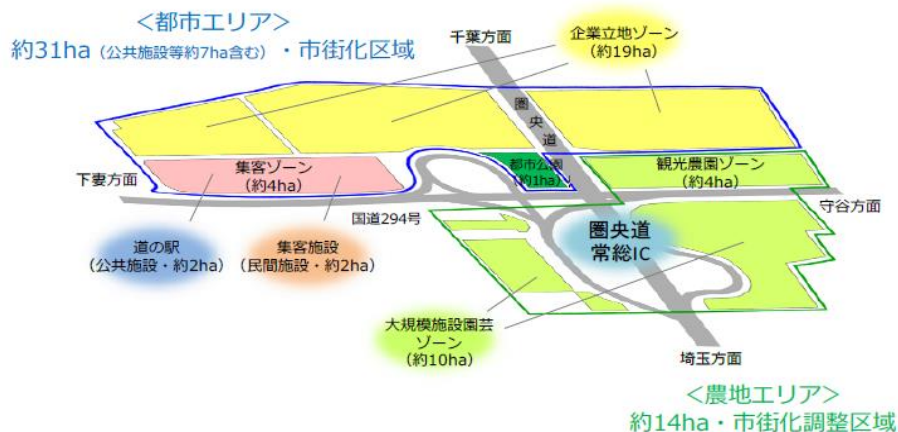 ＜都市エリア＞
約31ha（公共施設等約7ha含む）・市街化区域
千葉方面
企業立地ゾーン
（約19ha）
圏央道
集客ゾーン
（約4ha）
都市公園
（約1ha）
観光農園ゾーン
（約4ha）
下妻方面
国道294号
守谷方面
道の駅
（公共施設・約2ha）
集客施設
（民間施設・約2ha）
圏央道
常総IC
大規模施設園芸
ゾーン
（約10ha）
埼玉方面
＜農地エリア＞
約14ha・市街化調整区域